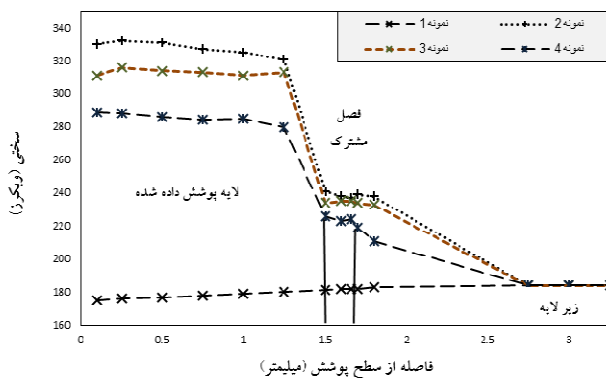 نمونه1
نمونه2
نمونه3
نمونه4
340
320
300
280
260
240
220
200
180
160
سختی (ویکرز)
فصل
مشترک
لایه پوشش داده شده
زیر لایه
0 0.5 1 1.5 2 2.5 3
فاصله از سطح پوشش (میلیمتر)